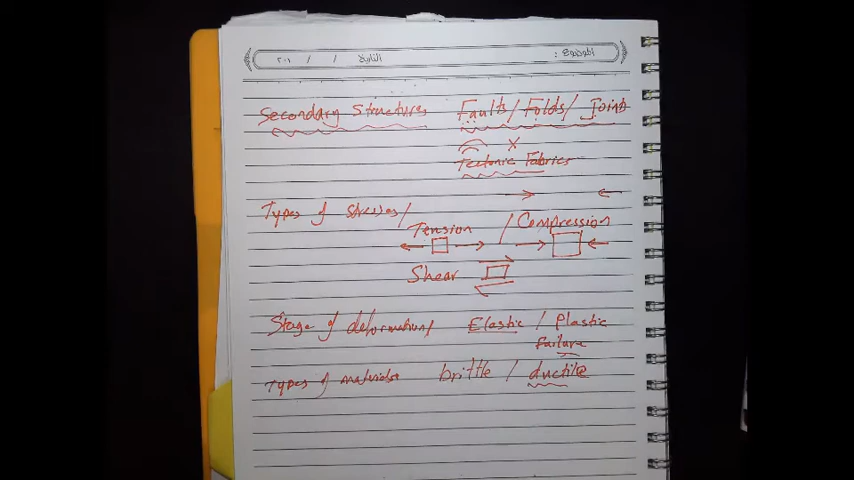 الموضوع :
التاريخ / / ٢٠١
Secondary Structures Faults / Folds / Joints
Tectonic Fabrics
Types of stresses /
Tension / Compression
Shear
Stage of deformation / Elastic / Plastic
failure
Types of materials brittle / ductile